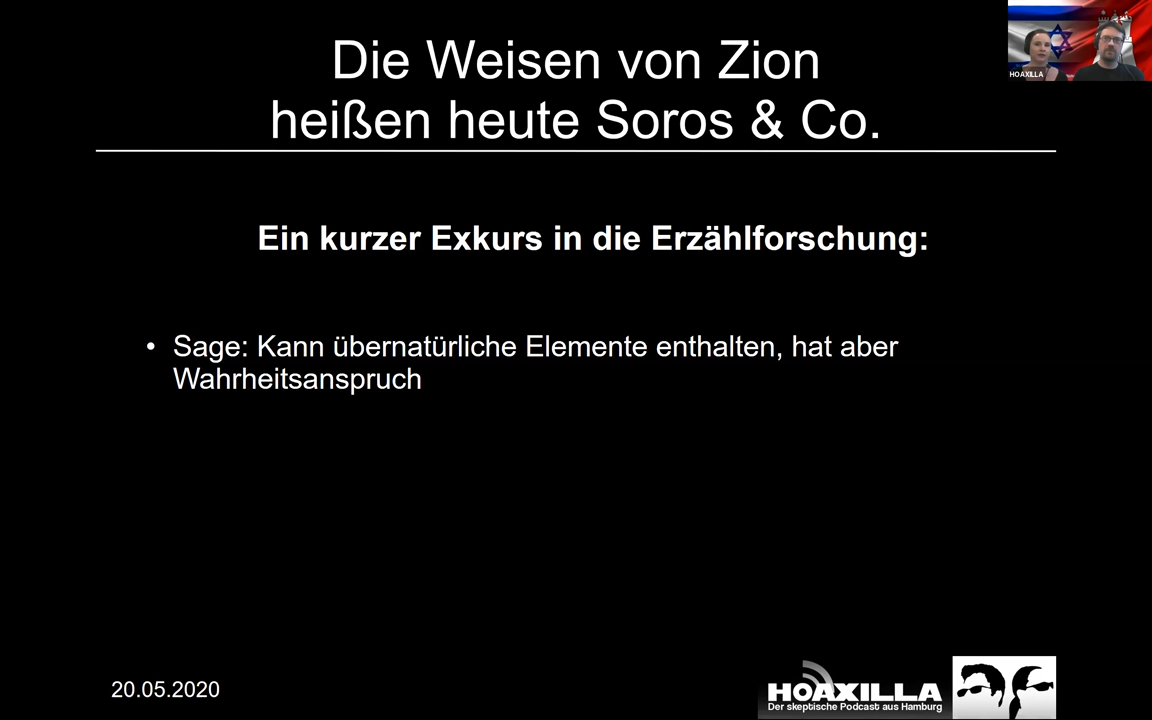 Die Weisen von Zion
heißen heute Soros & Co.
HOAXILLA
Ein kurzer Exkurs in die Erzählforschung:
• Sage: Kann übernatürliche Elemente enthalten, hat aber
Wahrheitsanspruch
20.05.2020
HOAXILLA
Der skeptische Podcast aus Hamburg